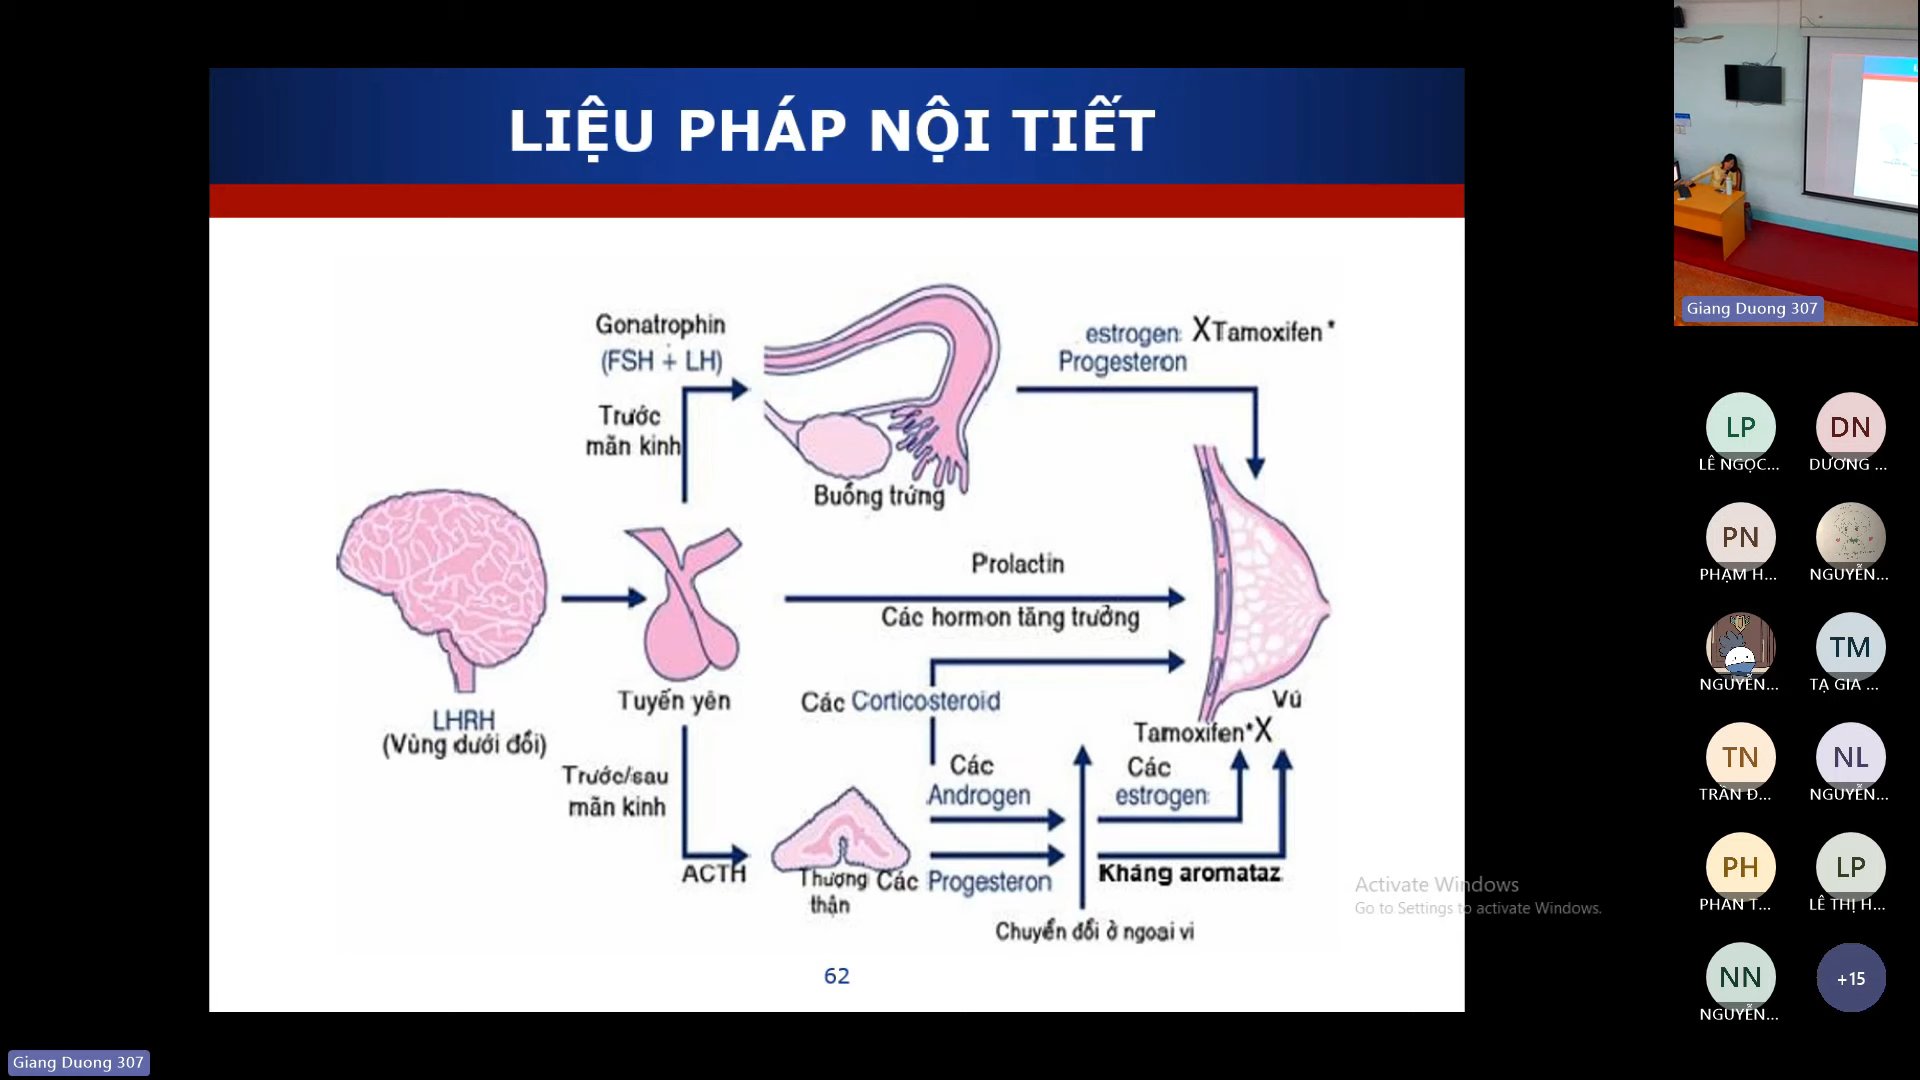 LIỆU PHÁP NỘI TIẾT
Gonatrophin
(FSH + LH)
Trước
mãn kinh
Buồng trứng
estrogen XTamoxifen*
Progesteron
Prolactin
Các hormon tăng trưởng
Tuyến yên
LHRH
(Vùng dưới đồi)
Các Corticosteroid
Vú
Tamoxifen*X
Trước/sau
mãn kinh
Các
Androgen
Các
estrogen
ACTH
Thượng
thận
Các Progesteron
Kháng aromataz
Chuyển đổi ở ngoại vi
62
Activate Windows
Go to Settings to activate Windows.
Giang Duong 307
LP
LÊ NGỌC...
DN
DƯƠNG ...
PN
PHẠM H...
NGUYỄN...
NGUYỄN...
TM
TẠ GIA ...
TN
TRẦN Đ...
NL
NGUYỄN...
PH
PHAN T...
LP
LÊ THỊ H...
NN
NGUYỄN...
+15
Giang Duong 307